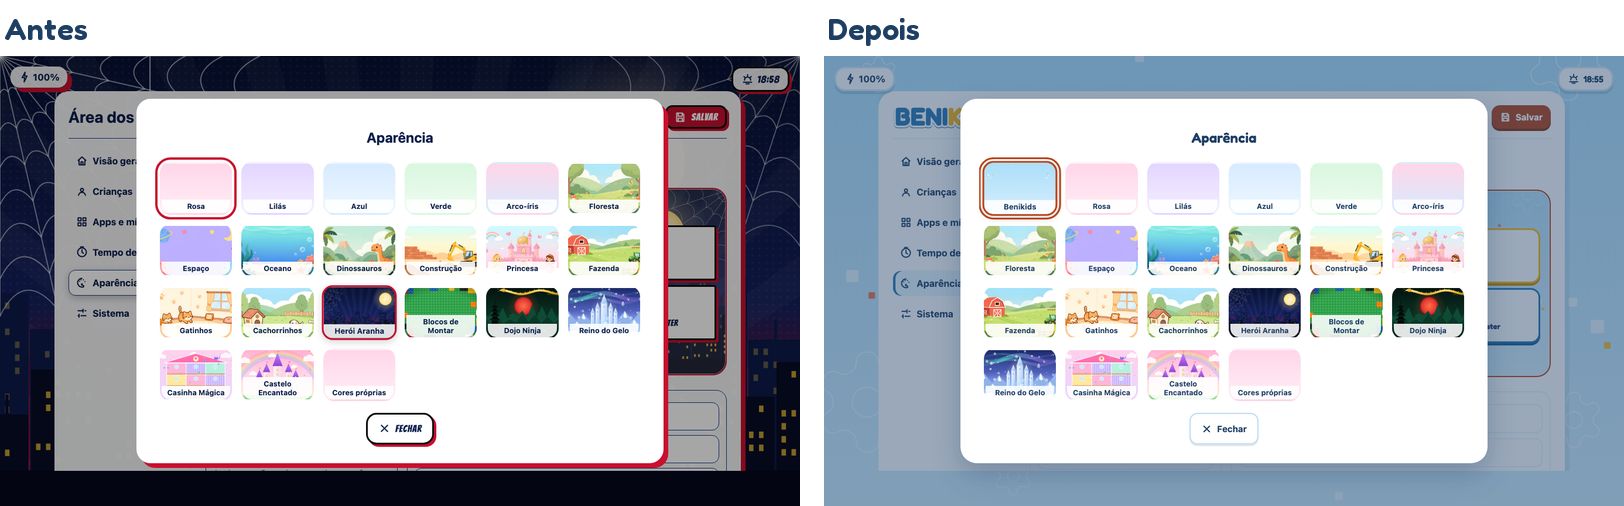 Antes
100%
18:58
Área dos
SALVAR
Visão ger
Crianças
Apps e mi
Tempo de
Aparência
Sistema
Aparência
Rosa
Lilás
Azul
Verde
Arco-íris
Floresta
Espaço
Oceano
Dinossauros
Construção
Princesa
Fazenda
Gatinhos
Cachorrinhos
Herói Aranha
Blocos de
Montar
Dojo Ninja
Reino do Gelo
Casinha Mágica
Castelo
Encantado
Cores próprias
FECHAR
Depois
100%
18:55
BENIK
Salvar
Visão ger
Crianças
Apps e mi
Tempo de
Aparência
Sistema
Aparência
Benikids
Rosa
Lilás
Azul
Verde
Arco-íris
Floresta
Espaço
Oceano
Dinossauros
Construção
Princesa
Fazenda
Gatinhos
Cachorrinhos
Herói Aranha
Blocos de
Montar
Dojo Ninja
Reino do Gelo
Casinha Mágica
Castelo
Encantado
Cores próprias
Fechar